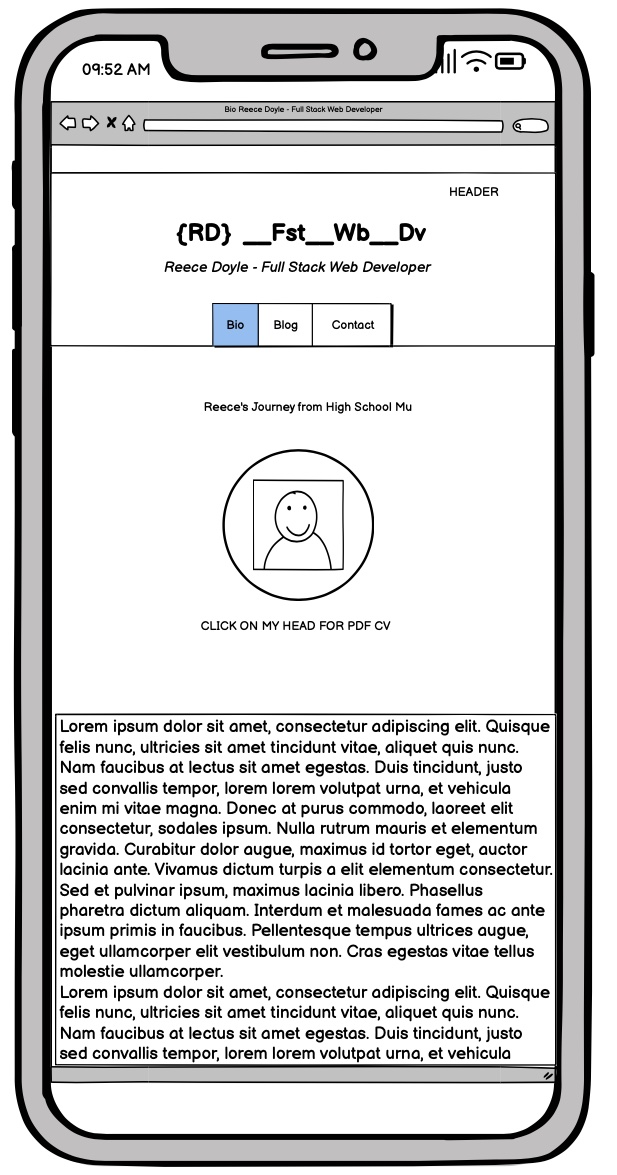 09:52 AM
Bio Reece Doyle - Full Stack Web Developer
HEADER
{RD} __Fst__Wb__Dv
Reece Doyle - Full Stack Web Developer
Bio Blog Contact
Reece's Journey from High School Mu
CLICK ON MY HEAD FOR PDF CV
Lorem ipsum dolor sit amet, consectetur adipiscing elit. Quisque
felis nunc, ultricies sit amet tincidunt vitae, aliquet quis nunc.
Nam faucibus at lectus sit amet egestas. Duis tincidunt, justo
sed convallis tempor, lorem lorem volutpat urna, et vehicula
enim mi vitae magna. Donec at purus commodo, laoreet elit
consectetur, sodales ipsum. Nulla rutrum mauris et elementum
gravida. Curabitur dolor augue, maximus id tortor eget, auctor
lacinia ante. Vivamus dictum turpis a elit elementum consectetur.
Sed et pulvinar ipsum, maximus lacinia libero. Phasellus
pharetra dictum aliquam. Interdum et malesuada fames ac ante
ipsum primis in faucibus. Pellentesque tempus ultrices augue,
eget ullamcorper elit vestibulum non. Cras egestas vitae tellus
molestie ullamcorper.
Lorem ipsum dolor sit amet, consectetur adipiscing elit. Quisque
felis nunc, ultricies sit amet tincidunt vitae, aliquet quis nunc.
Nam faucibus at lectus sit amet egestas. Duis tincidunt, justo
sed convallis tempor, lorem lorem volutpat urna, et vehicula